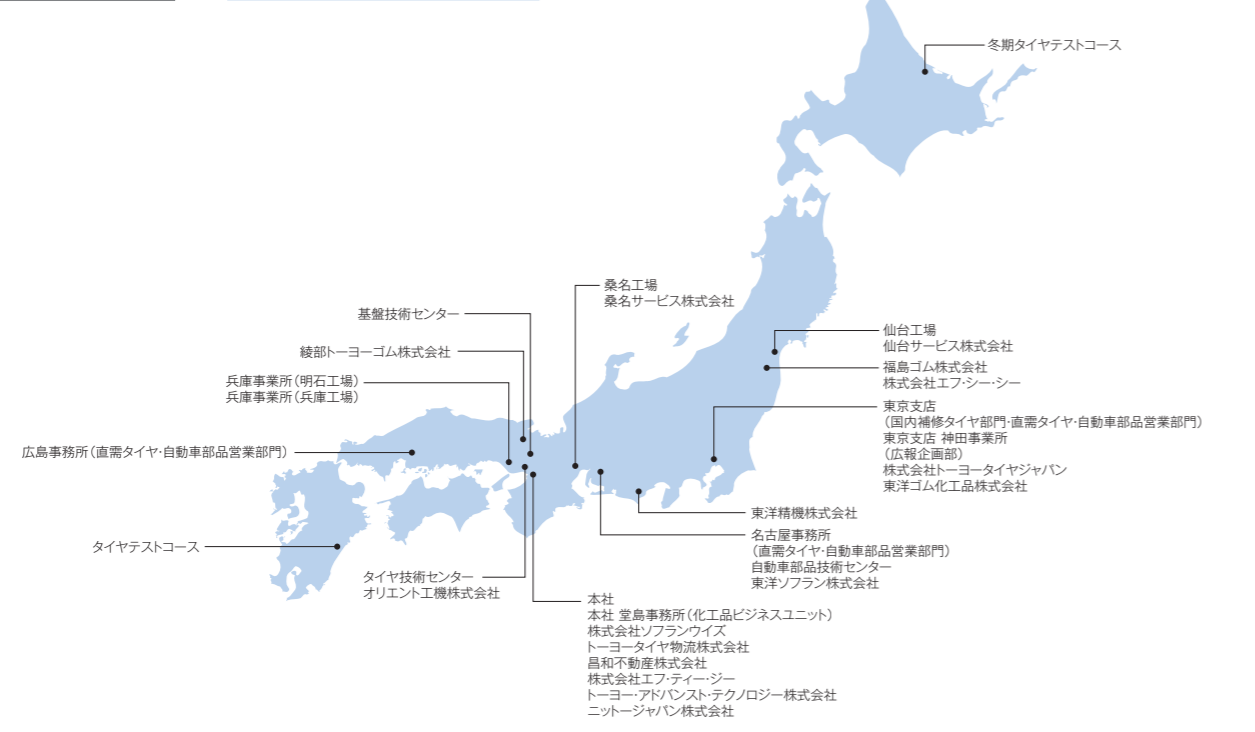 冬期タイヤテストコース
桑名工場
桑名サービス株式会社
基盤技術センター
綾部トーヨーゴム株式会社
兵庫事業所（明石工場）
兵庫事業所（兵庫工場）
広島事務所（直需タイヤ・自動車部品営業部門）
タイヤテストコース
タイヤ技術センター
オリエント工機株式会社
仙台工場
仙台サービス株式会社
福島ゴム株式会社
株式会社エフ・シー・シー
東京支店
（国内補修タイヤ部門・直需タイヤ・自動車部品営業部門）
東京支店 神田事業所
（広報企画部）
株式会社トーヨータイヤジャパン
東洋ゴム化工品株式会社
東洋精機株式会社
名古屋事務所
（直需タイヤ・自動車部品営業部門）
自動車部品技術センター
東洋ソフラン株式会社
本社
本社 堂島事務所（化工品ビジネスユニット）
株式会社ソフランウイズ
トーヨータイヤ物流株式会社
昌和不動産株式会社
株式会社エフ・ティー・ジー
トーヨー・アドバンスト・テクノロジー株式会社
ニットージャパン株式会社